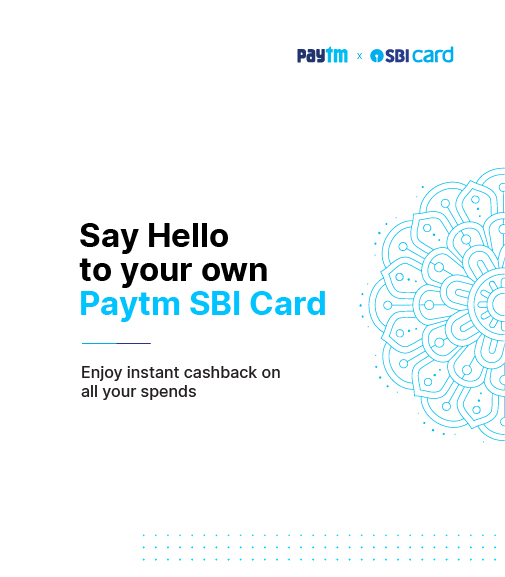 paytm x SBI card
Say Hello
to your own
Paytm SBI Card
Enjoy instant cashback on
all your spends